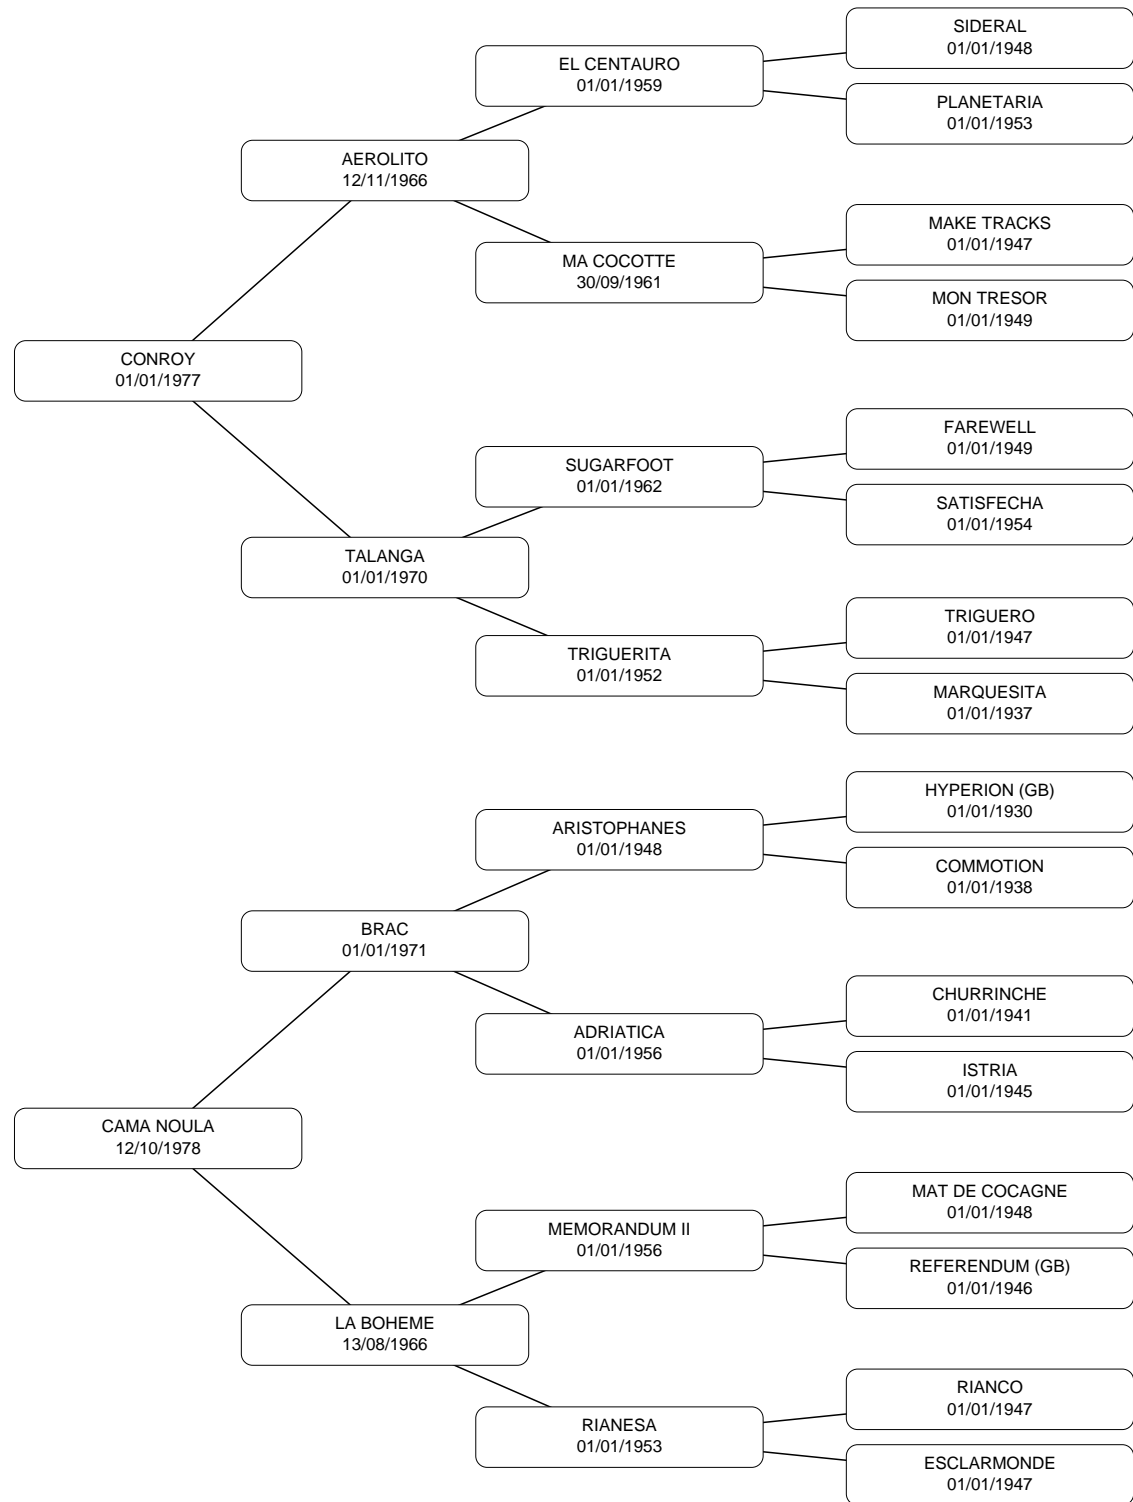 SIDERAL
01/01/1948
EL CENTAURO
01/01/1959
PLANETARIA
01/01/1953
AEROLITO
12/11/1966
MAKE TRACKS
01/01/1947
MA COCOTTE
30/09/1961
MON TRESOR
01/01/1949
CONROY
01/01/1977
FAREWELL
01/01/1949
SUGARFOOT
01/01/1962
SATISFECHA
01/01/1954
TALANGA
01/01/1970
TRIGUERO
01/01/1947
TRIGUERITA
01/01/1952
MARQUESITA
01/01/1937
HYPERION (GB)
01/01/1930
ARISTOPHANES
01/01/1948
COMMOTION
01/01/1938
BRAC
01/01/1971
CHURRINCHE
01/01/1941
ADRIATICA
01/01/1956
ISTRIA
01/01/1945
CAMA NOULA
12/10/1978
MAT DE COCAGNE
01/01/1948
MEMORANDUM II
01/01/1956
REFERENDUM (GB)
01/01/1946
LA BOHEME
13/08/1966
RIANCO
01/01/1947
RIANESA
01/01/1953
ESCLARMONDE
01/01/1947